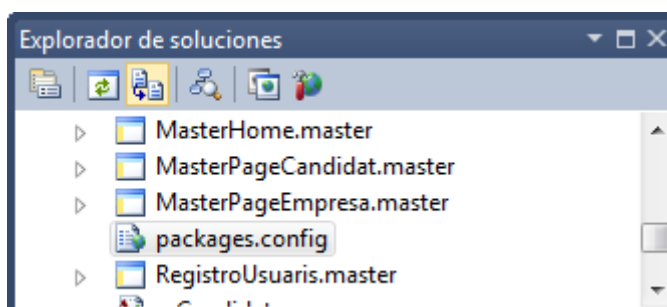 Explorador de soluciones
MasterHome.master
MasterPageCandidat.master
MasterPageEmpresa.master
packages.config
RegistroUsuaris.master